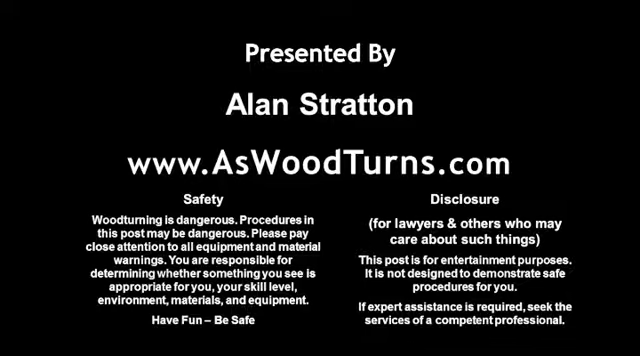 Presented By
Alan Stratton
www.AsWoodTurns.com
Safety
Woodturning is dangerous. Procedures in
this post may be dangerous. Please pay
close attention to all equipment and material
warnings. You are responsible for
determining whether something you see is
appropriate for you, your skill level,
environment, materials, and equipment.
Have Fun – Be Safe
Disclosure
(for lawyers & others who may
care about such things)
This post is for entertainment purposes.
It is not designed to demonstrate safe
procedures for you.
If expert assistance is required, seek the
services of a competent professional.